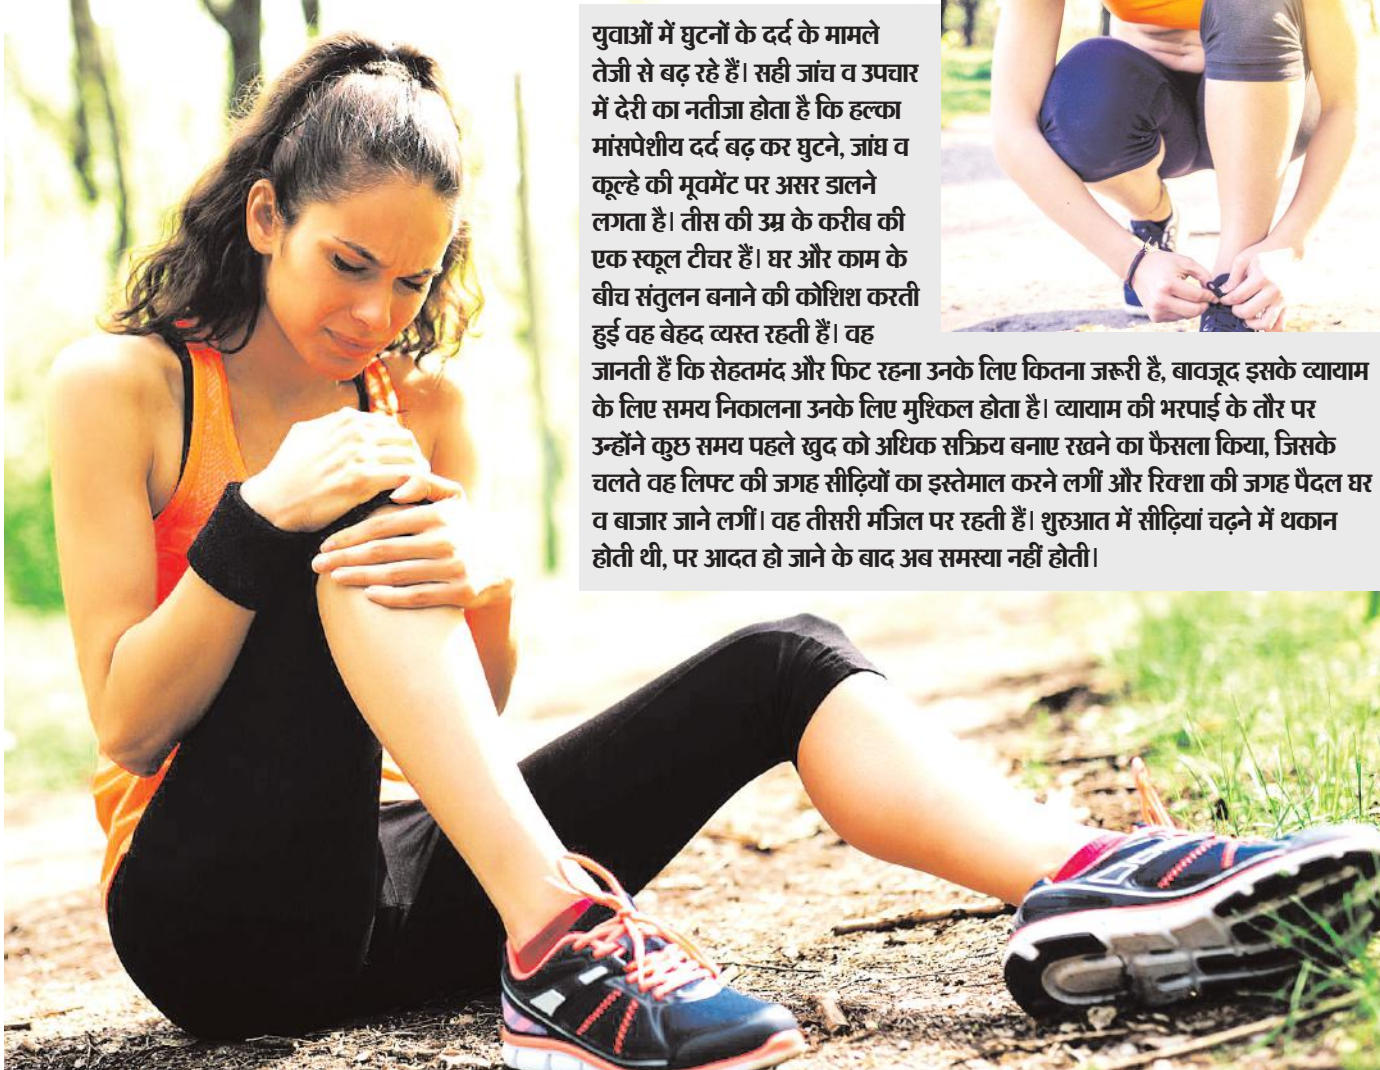 युवाओं में घुटनों के दर्द के मामले
तेजी से बढ़ रहे हैं। सही जांच व उपचार
में देरी का नतीजा होता है कि हल्का
मांसपेशीय दर्द बढ़ कर घुटने, जांघ व
कूल्हे की मूवमेंट पर असर डालने
लगता है। तीस की उम्र के करीब की
एक स्कूल टीचर हैं। घर और काम के
बीच संतुलन बनाने की कोशिश करती
हुई वह बेहद व्यस्त रहती हैं। वह
जानती हैं कि सेहतमंद और फिट रहना उनके लिए कितना जरूरी है, बावजूद इसके व्यायाम
के लिए समय निकालना उनके लिए मुश्किल होता है। व्यायाम की भरपाई के तौर पर
उन्होंने कुछ समय पहले खुद को अधिक सक्रिय बनाए रखने का फैसला किया, जिसके
चलते वह लिफ्ट की जगह सीढ़ियों का इस्तेमाल करने लगीं और रिक्शा की जगह पैदल घर
व बाजार जाने लगीं। वह तीसरी मंजिल पर रहती हैं। शुरुआत में सीढ़ियां चढ़ने में थकान
होती थी, पर आदत हो जाने के बाद अब समस्या नहीं होती।